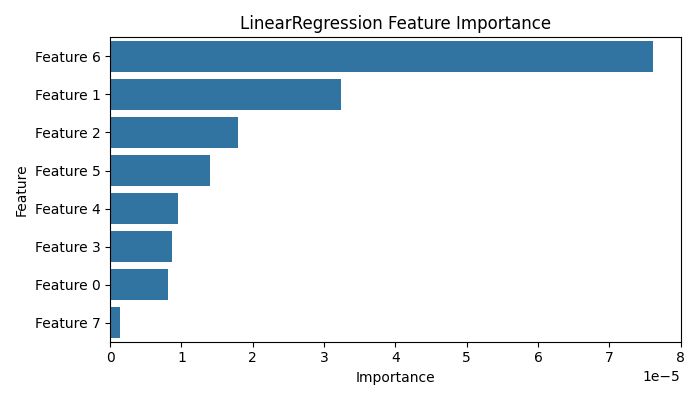 LinearRegression Feature Importance
Feature
Feature 6
Feature 1
Feature 2
Feature 5
Feature 4
Feature 3
Feature 0
Feature 7
0 1 2 3 4 5 6 7 8
1e−5
Importance